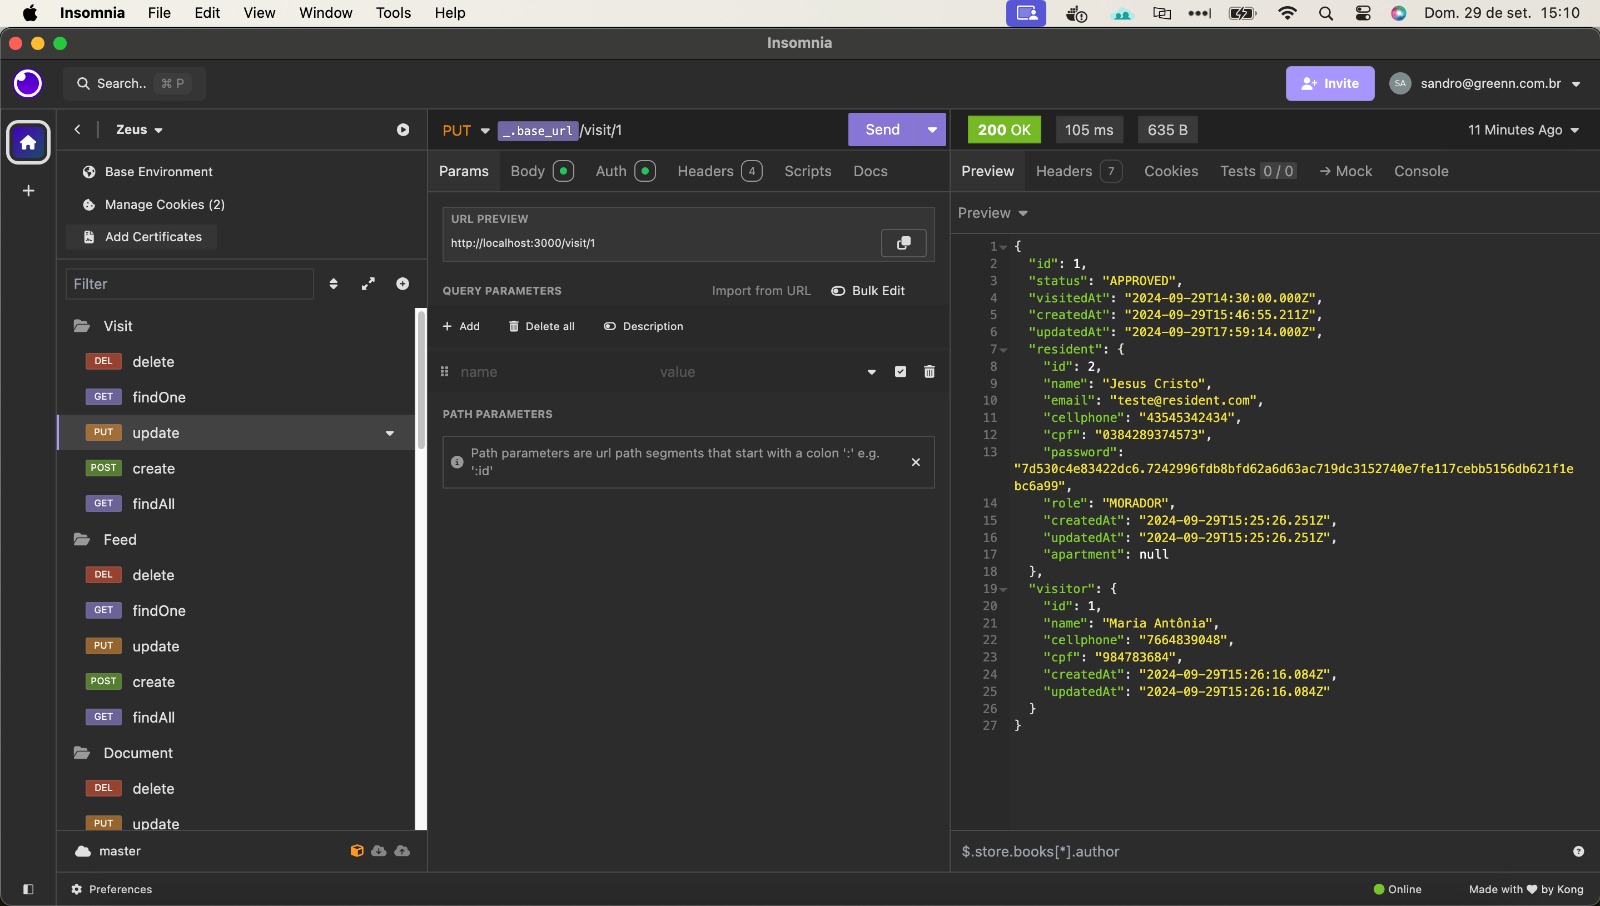 Insomnia File Edit View Window Tools Help Dom. 29 de set. 15:10
Insomnia
Search.. ⌘ P Invite SA sandro@greenn.com.br
Zeus
Base Environment
Manage Cookies (2)
Add Certificates
Filter
Visit
DEL delete
GET findOne
PUT update
POST create
GET findAll
Feed
DEL delete
GET findOne
PUT update
POST create
GET findAll
Document
DEL delete
PUT update
master
Preferences
PUT _.base_url/visit/1 Send
Params Body Auth Headers 4 Scripts Docs
URL PREVIEW
http://localhost:3000/visit/1
QUERY PARAMETERS Import from URL Bulk Edit
+ Add Delete all Description
name value
PATH PARAMETERS
Path parameters are url path segments that start with a colon ':' e.g.
':id'
200 OK 105 ms 635 B 11 Minutes Ago
Preview Headers 7 Cookies Tests 0 / 0 → Mock Console
Preview
1 {
2 "id": 1,
3 "status": "APPROVED",
4 "visitedAt": "2024-09-29T14:30:00.000Z",
5 "createdAt": "2024-09-29T15:46:55.211Z",
6 "updatedAt": "2024-09-29T17:59:14.000Z",
7 "resident": {
8 "id": 2,
9 "name": "Jesus Cristo",
10 "email": "teste@resident.com",
11 "cellphone": "43545342434",
12 "cpf": "0384289374573",
13 "password":
"7d530c4e83422dc6.7242996fdb8bfd62a6d63ac719dc3152740e7fe117cebb5156db621f1e
bc6a99",
14 "role": "MORADOR",
15 "createdAt": "2024-09-29T15:25:26.251Z",
16 "updatedAt": "2024-09-29T15:25:26.251Z",
17 "apartment": null
18 },
19 "visitor": {
20 "id": 1,
21 "name": "Maria Antônia",
22 "cellphone": "7664839048",
23 "cpf": "984783684",
24 "createdAt": "2024-09-29T15:26:16.084Z",
25 "updatedAt": "2024-09-29T15:26:16.084Z"
26 }
27 }
$.store.books[*].author
Online Made with ♥ by Kong